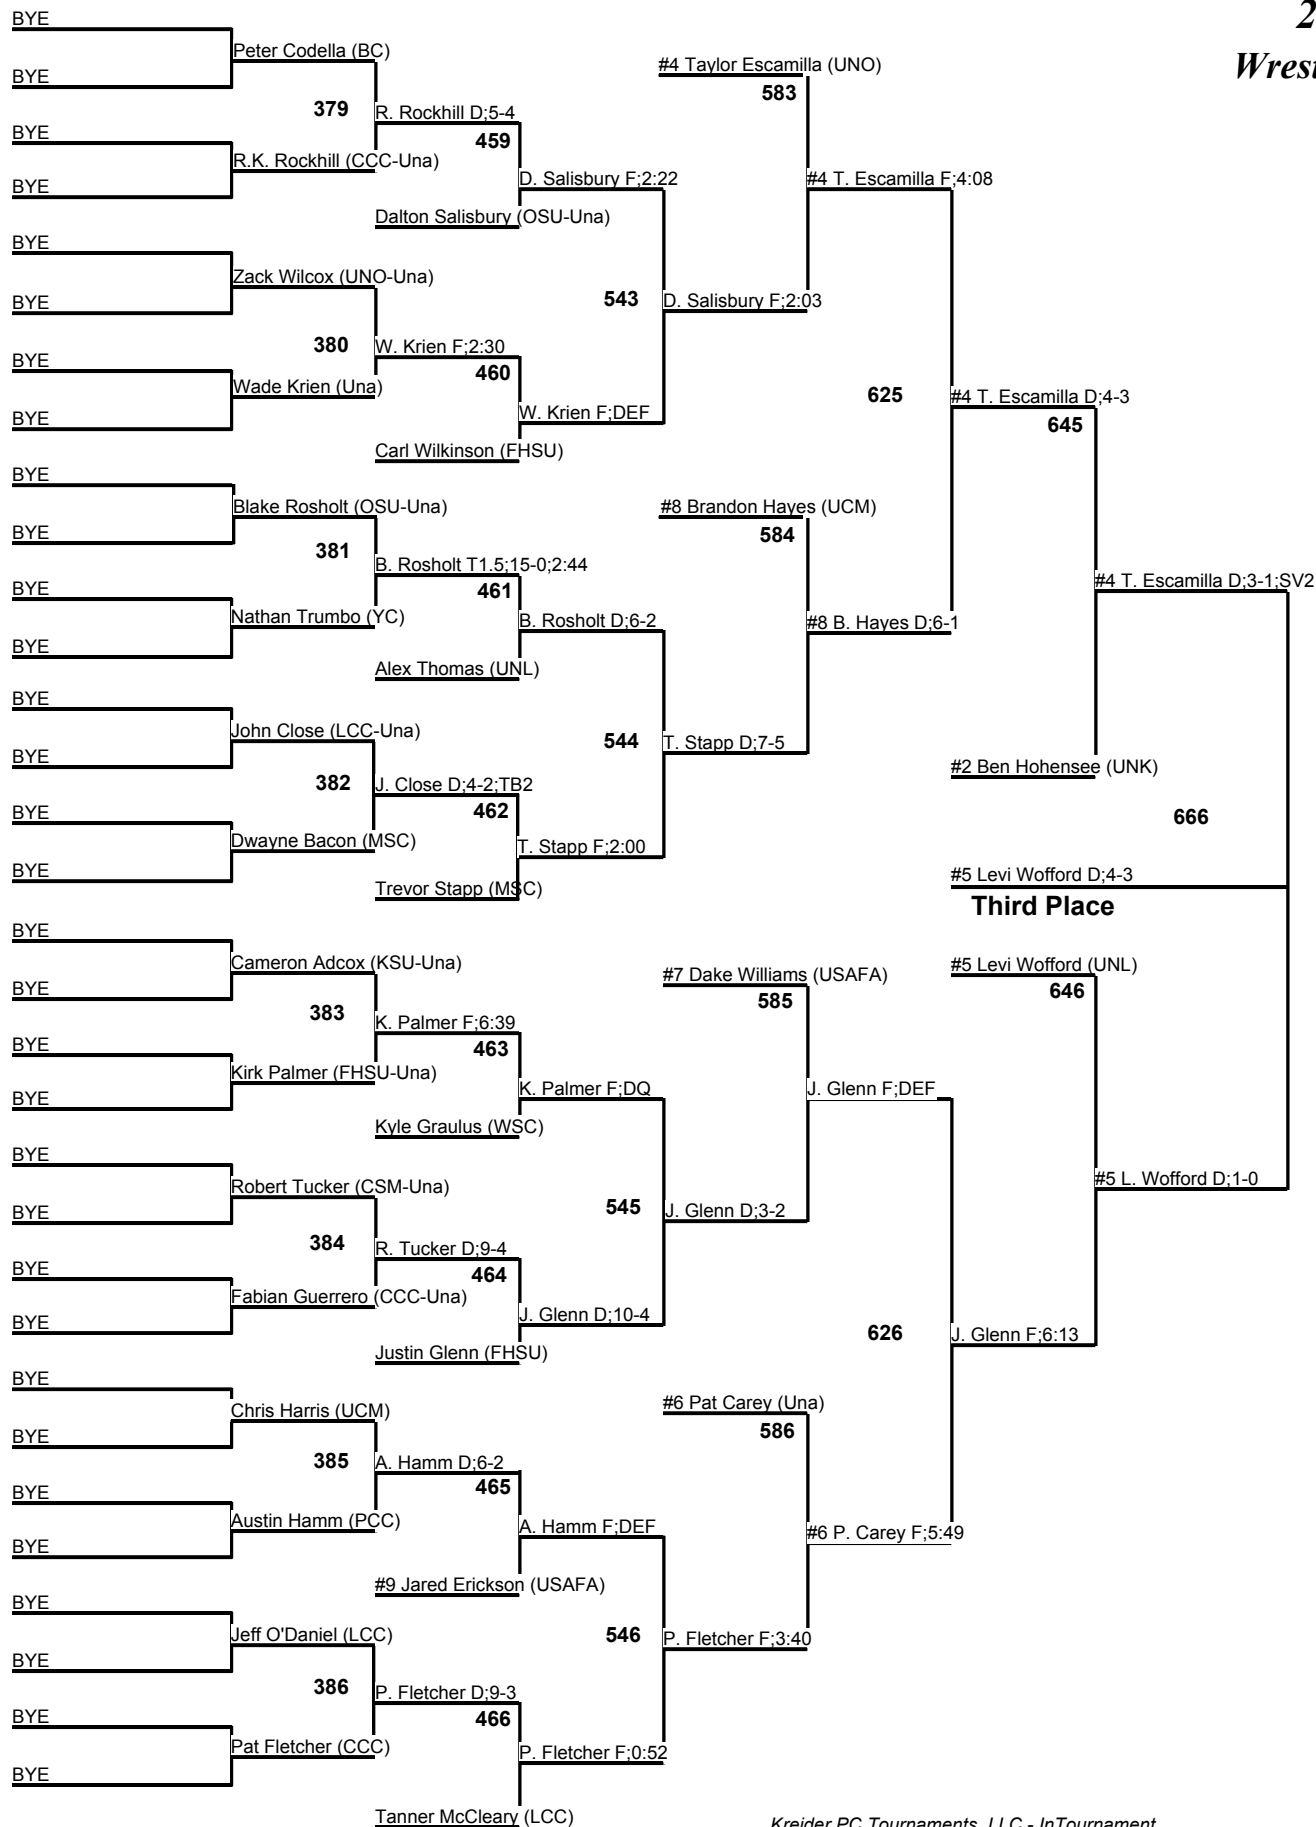 BYE
2
Peter Codella (BC)
#4 Taylor Escamilla (UNO)
Wrest
BYE
583
379
R. Rockhill D;5-4
BYE
459
R.K. Rockhill (CCC-Una)
D. Salisbury F;2:22
#4 T. Escamilla F;4:08
BYE
Dalton Salisbury (OSU-Una)
BYE
Zack Wilcox (UNO-Una)
BYE
543
D. Salisbury F;2:03
380
W. Krien F;2:30
BYE
460
Wade Krien (Una)
625
#4 T. Escamilla D;4-3
BYE
W. Krien F;DEF
645
Carl Wilkinson (FHSU)
BYE
Blake Rosholt (OSU-Una)
#8 Brandon Hayes (UCM)
BYE
584
381
B. Rosholt T1.5;15-0;2:44
BYE
461
#4 T. Escamilla D;3-1;SV2
Nathan Trumbo (YC)
B. Rosholt D;6-2
#8 B. Hayes D;6-1
BYE
Alex Thomas (UNL)
BYE
John Close (LCC-Una)
BYE
544
T. Stapp D;7-5
382
J. Close D;4-2;TB2
#2 Ben Hohensee (UNK)
BYE
462
666
Dwayne Bacon (MSC)
T. Stapp F;2:00
BYE
Trevor Stapp (MSC)
#5 Levi Wofford D;4-3
Third Place
BYE
Cameron Adcox (KSU-Una)
#7 Dake Williams (USAFA)
#5 Levi Wofford (UNL)
BYE
585
646
383
K. Palmer F;6:39
BYE
463
Kirk Palmer (FHSU-Una)
K. Palmer F;DQ
J. Glenn F;DEF
BYE
Kyle Graulus (WSC)
BYE
Robert Tucker (CSM-Una)
#5 L. Wofford D;1-0
BYE
545
J. Glenn D;3-2
384
R. Tucker D;9-4
BYE
464
Fabian Guerrero (CCC-Una)
J. Glenn D;10-4
BYE
626
J. Glenn F;6:13
Justin Glenn (FHSU)
BYE
Chris Harris (UCM)
#6 Pat Carey (Una)
BYE
586
385
A. Hamm D;6-2
BYE
465
Austin Hamm (PCC)
A. Hamm F;DEF
#6 P. Carey F;5:49
BYE
#9 Jared Erickson (USAFA)
BYE
Jeff O'Daniel (LCC)
546
P. Fletcher F;3:40
BYE
386
P. Fletcher D;9-3
BYE
466
Pat Fletcher (CCC)
P. Fletcher F;0:52
BYE
Tanner McCleary (LCC)
Kreider PC Tournaments, LLC - InTournament